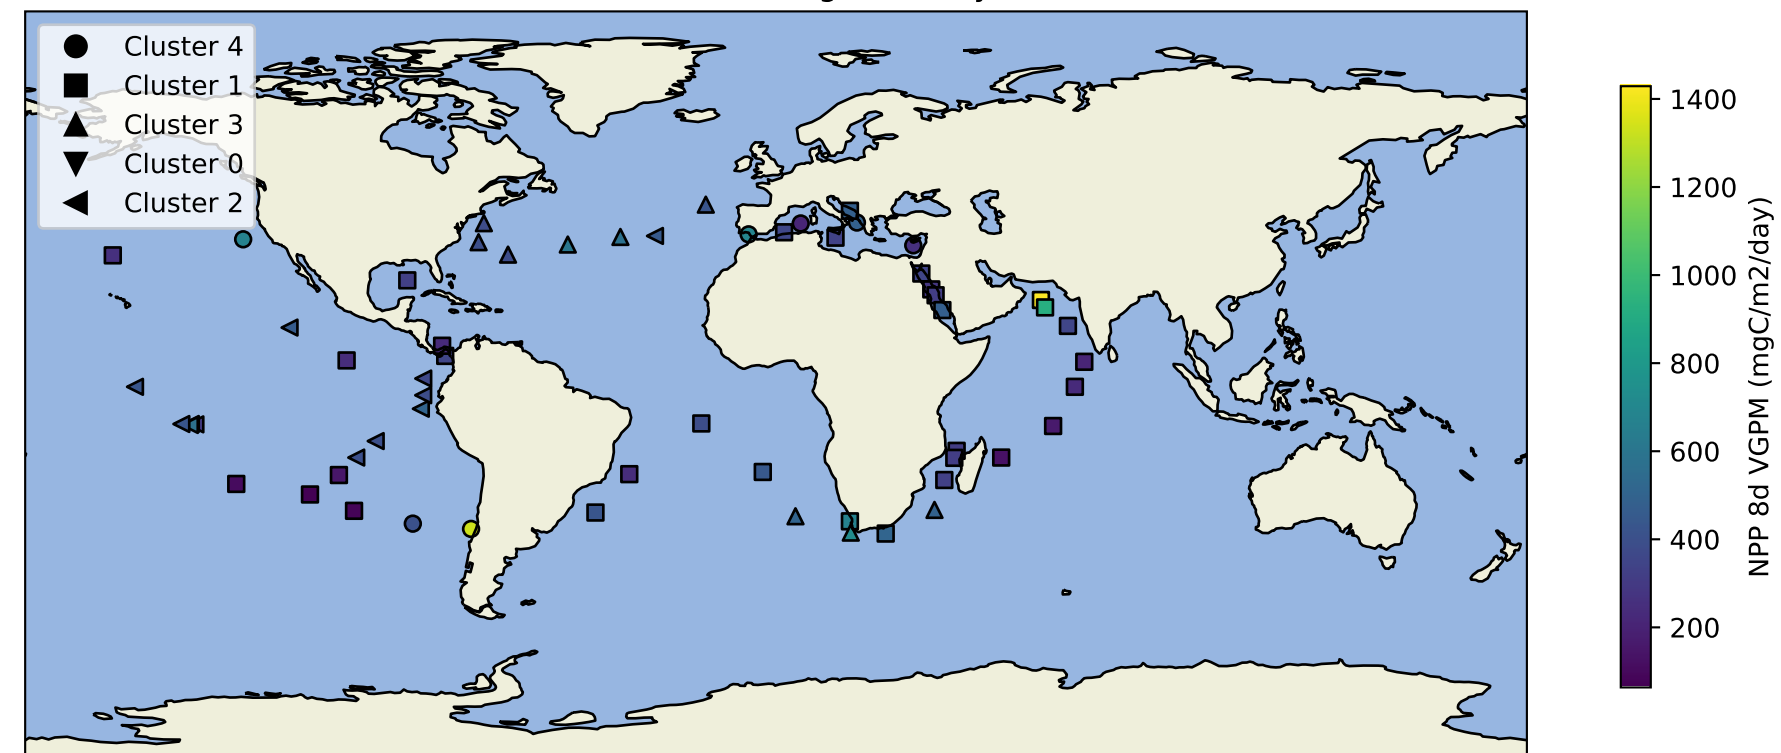 Cluster 4
Cluster 1
Cluster 3
Cluster 0
Cluster 2
1400
1200
1000
800
600
400
200
NPP 8d VGPM (mgC/m2/day)